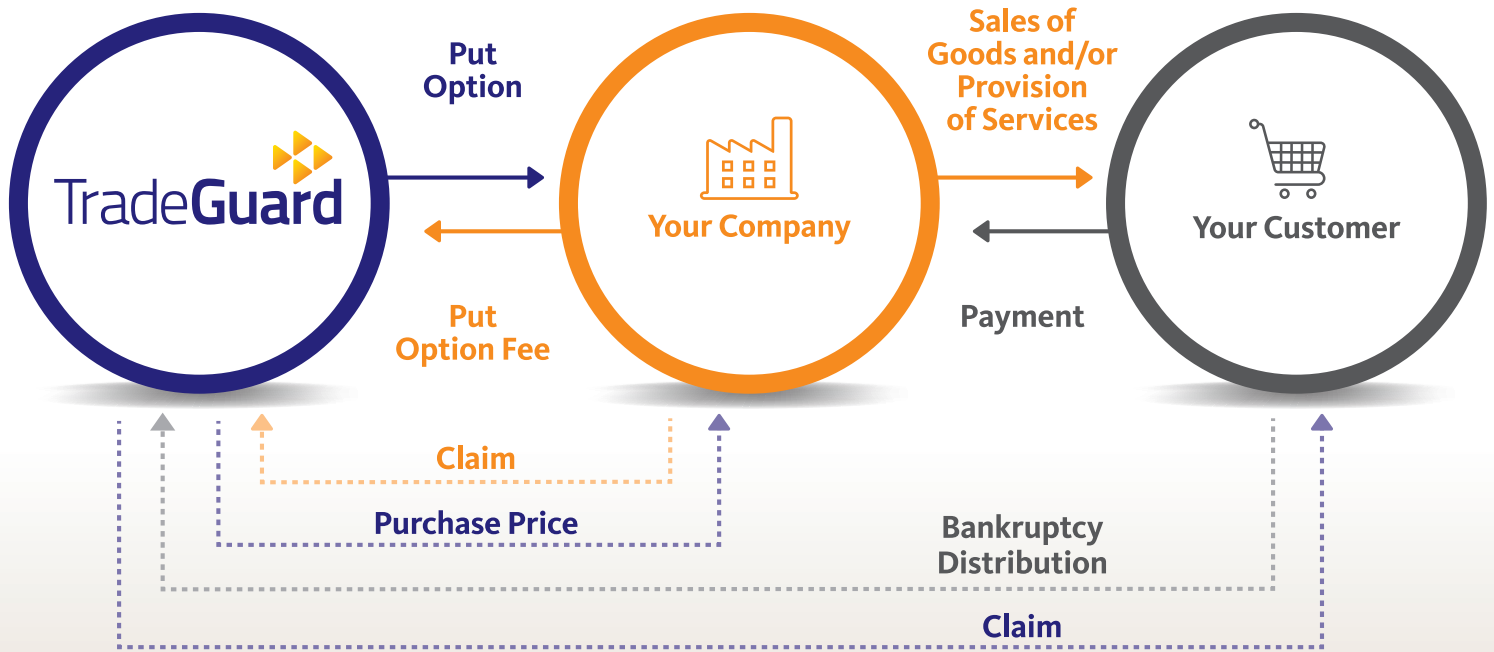 Put
Option
Sales of
Goods and/or
Provision
of Services
TradeGuard
Your Company
Your Customer
Put
Option Fee
Payment
Claim
Purchase Price
Bankruptcy
Distribution
Claim